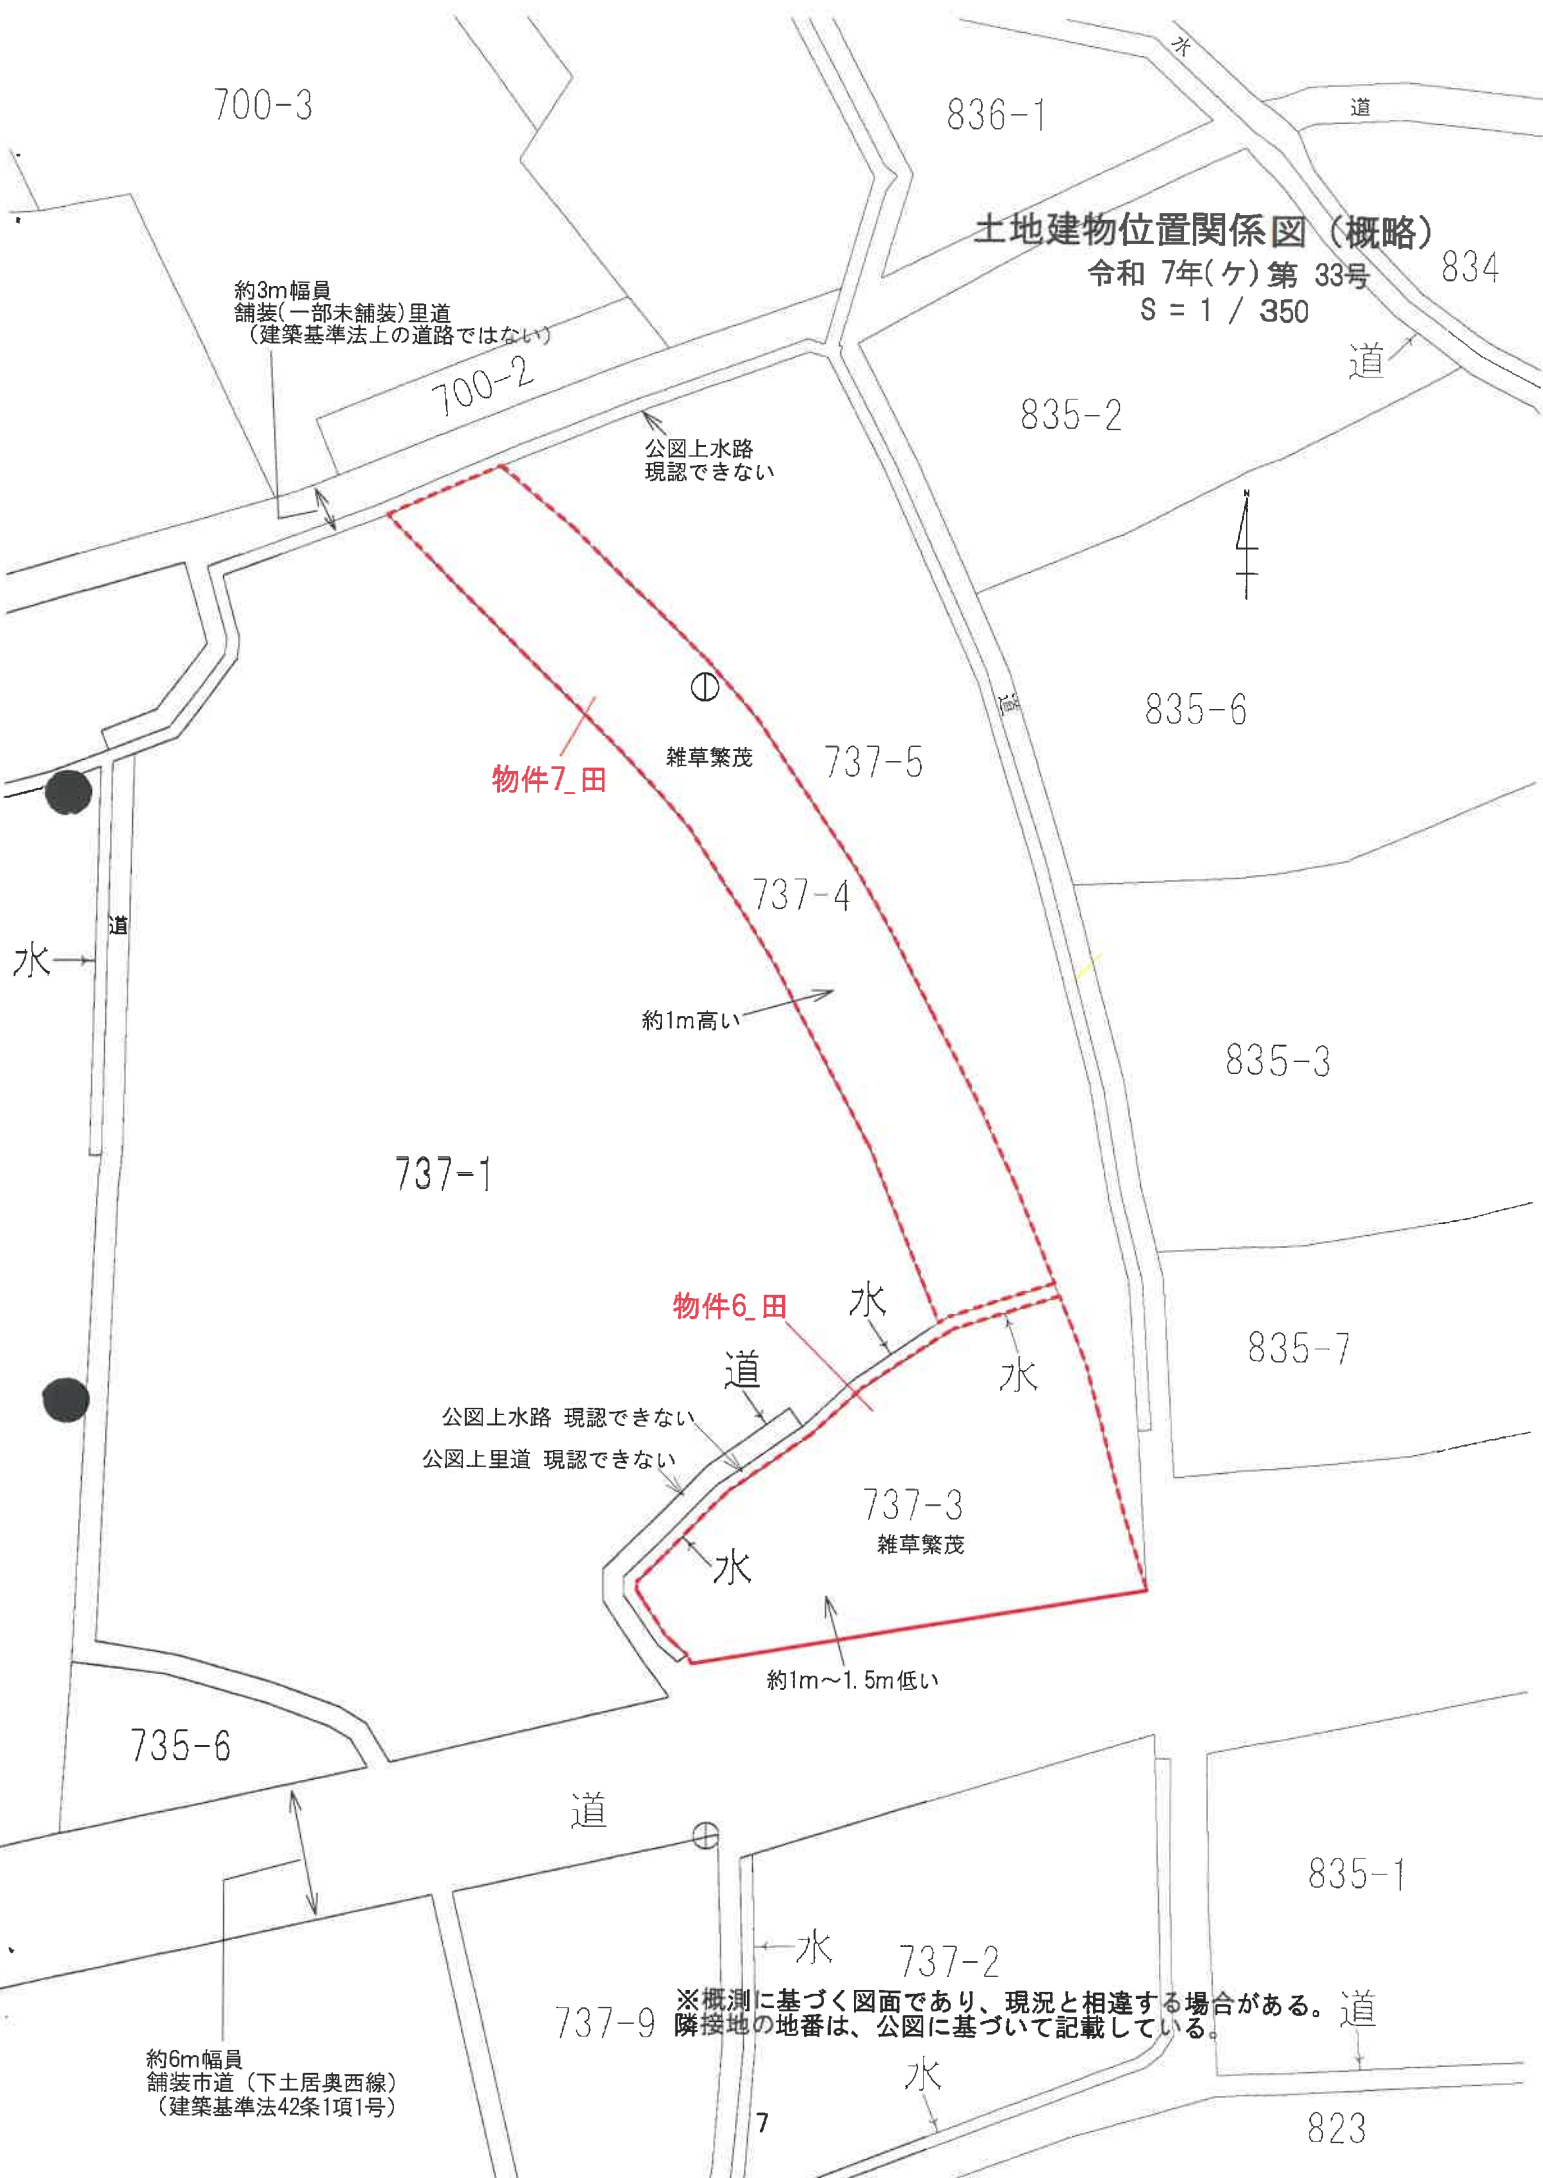 水
道
700-3
836-1
土地建物位置関係図（概略）
令和 7年(ケ)第 33号
S = 1 / 350
834
約3m幅員
舗装(一部未舗装)里道
（建築基準法上の道路ではない）
道
700-2
835-2
公図上水路
現認できない
N
835-6
道
物件7_田
雑草繁茂
737-5
737-4
道
水
約1m高い
835-3
737-1
物件6_田
水
835-7
道
水
公図上水路 現認できない
公図上里道 現認できない
737-3
雑草繁茂
水
約1m～1.5m低い
735-6
道
835-1
水
737-2
※概測に基づく図面であり、現況と相違する場合がある。
隣接地の地番は、公図に基づいて記載している。
737-9
道
約6m幅員
舗装市道（下土居奥西線）
（建築基準法42条1項1号）
水
7
823